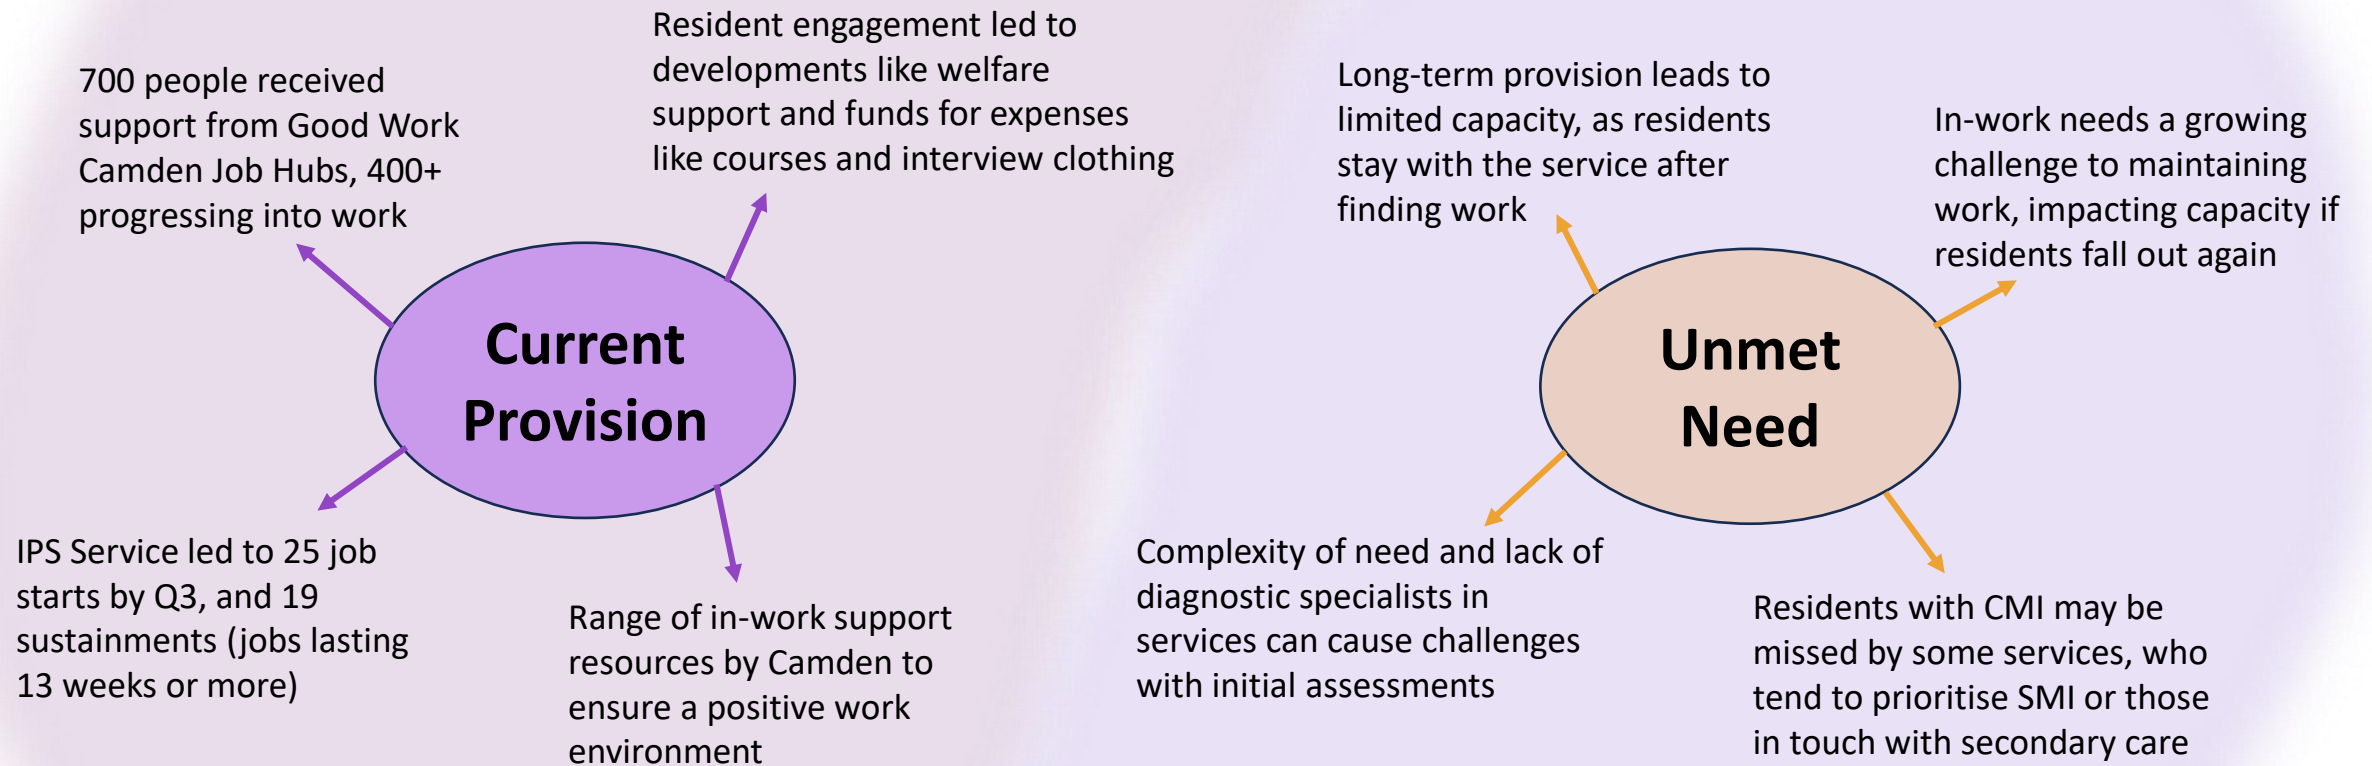 700 people received
support from Good Work
Camden Job Hubs, 400+
progressing into work
Resident engagement led to
developments like welfare
support and funds for expenses
like courses and interview clothing
Current
Provision
IPS Service led to 25 job
starts by Q3, and 19
sustainments (jobs lasting
13 weeks or more)
Range of in-work support
resources by Camden to
ensure a positive work
environment
Long-term provision leads to
limited capacity, as residents
stay with the service after
finding work
In-work needs a growing
challenge to maintaining
work, impacting capacity if
residents fall out again
Unmet
Need
Complexity of need and lack of
diagnostic specialists in
services can cause challenges
with initial assessments
Residents with CMI may be
missed by some services, who
tend to prioritise SMI or those
in touch with secondary care